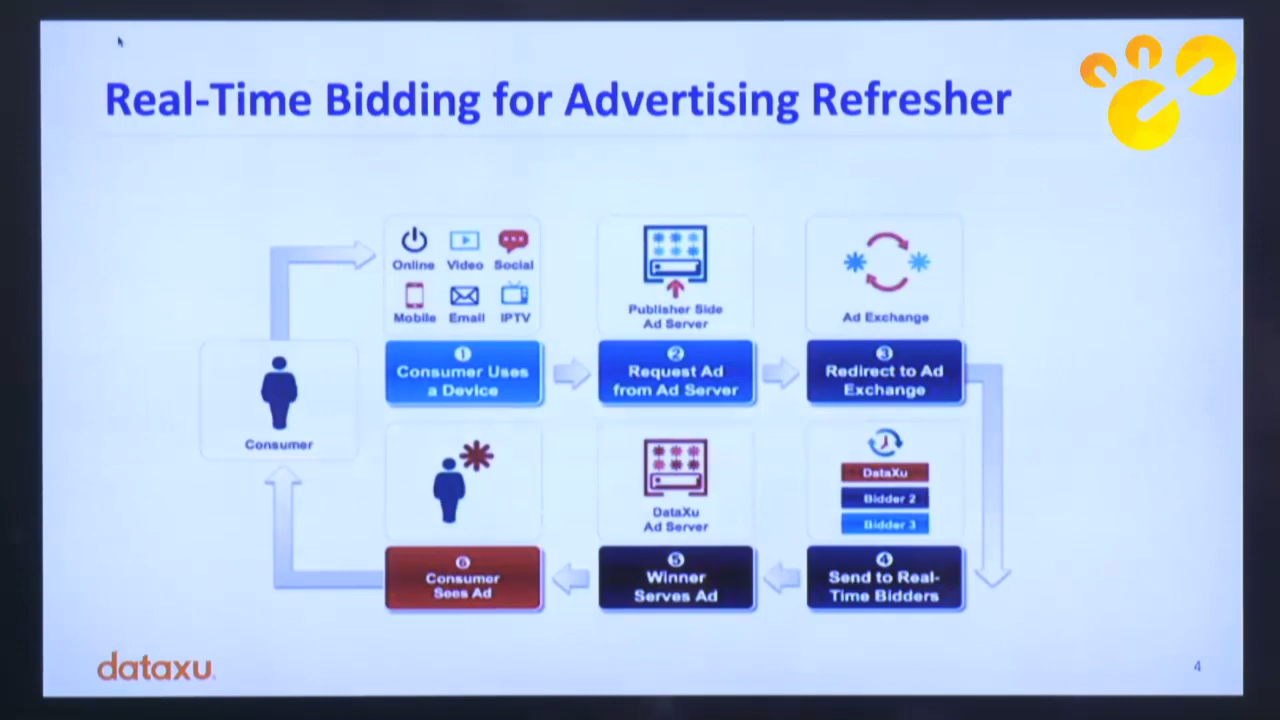 Real-Time Bidding for Advertising Refresher
Online Video Social
Mobile Email IPTV
Publisher Side
Ad Server
Ad Exchange
Consumer
1
Consumer Uses
a Device
2
Request Ad
from Ad Server
3
Redirect to Ad
Exchange
DataXu
Bidder 2
Bidder 3
4
Send to Real-
Time Bidders
DataXu
Ad Server
5
Winner
Serves Ad
6
Consumer
Sees Ad
dataxu
4